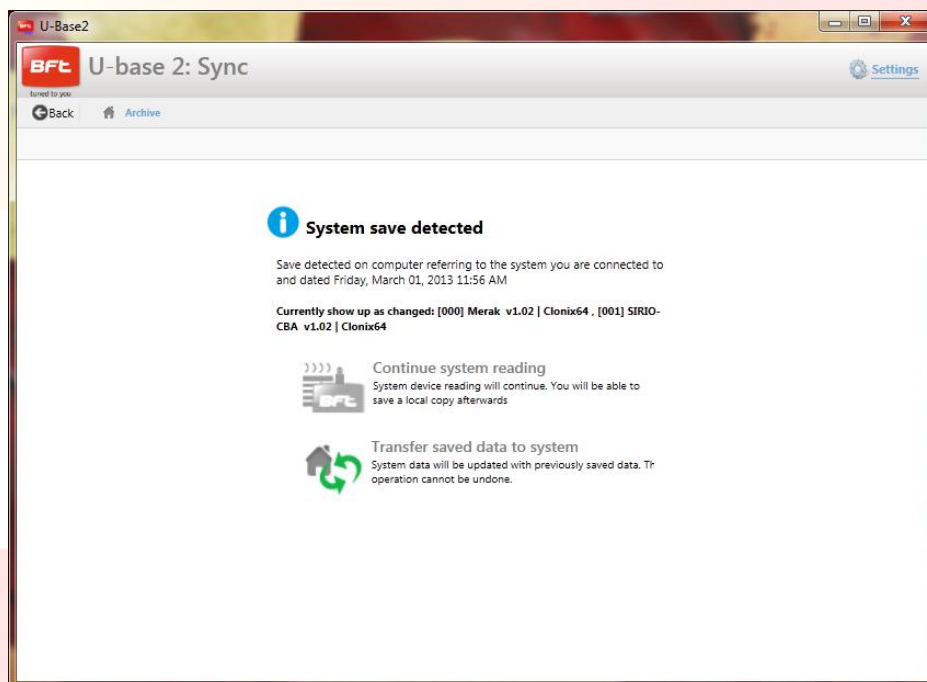 U-Base2
BFt U-base 2: Sync
Settings
tuned to you
Back Archive
System save detected
Save detected on computer referring to the system you are connected to
and dated Friday, March 01, 2013 11:56 AM
Currently show up as changed: [000] Merak v1.02 | Clonix64 , [001] SIRIO-
CBA v1.02 | Clonix64
Continue system reading
System device reading will continue. You will be able to
save a local copy afterwards
BFt
Transfer saved data to system
System data will be updated with previously saved data. Th
operation cannot be undone.